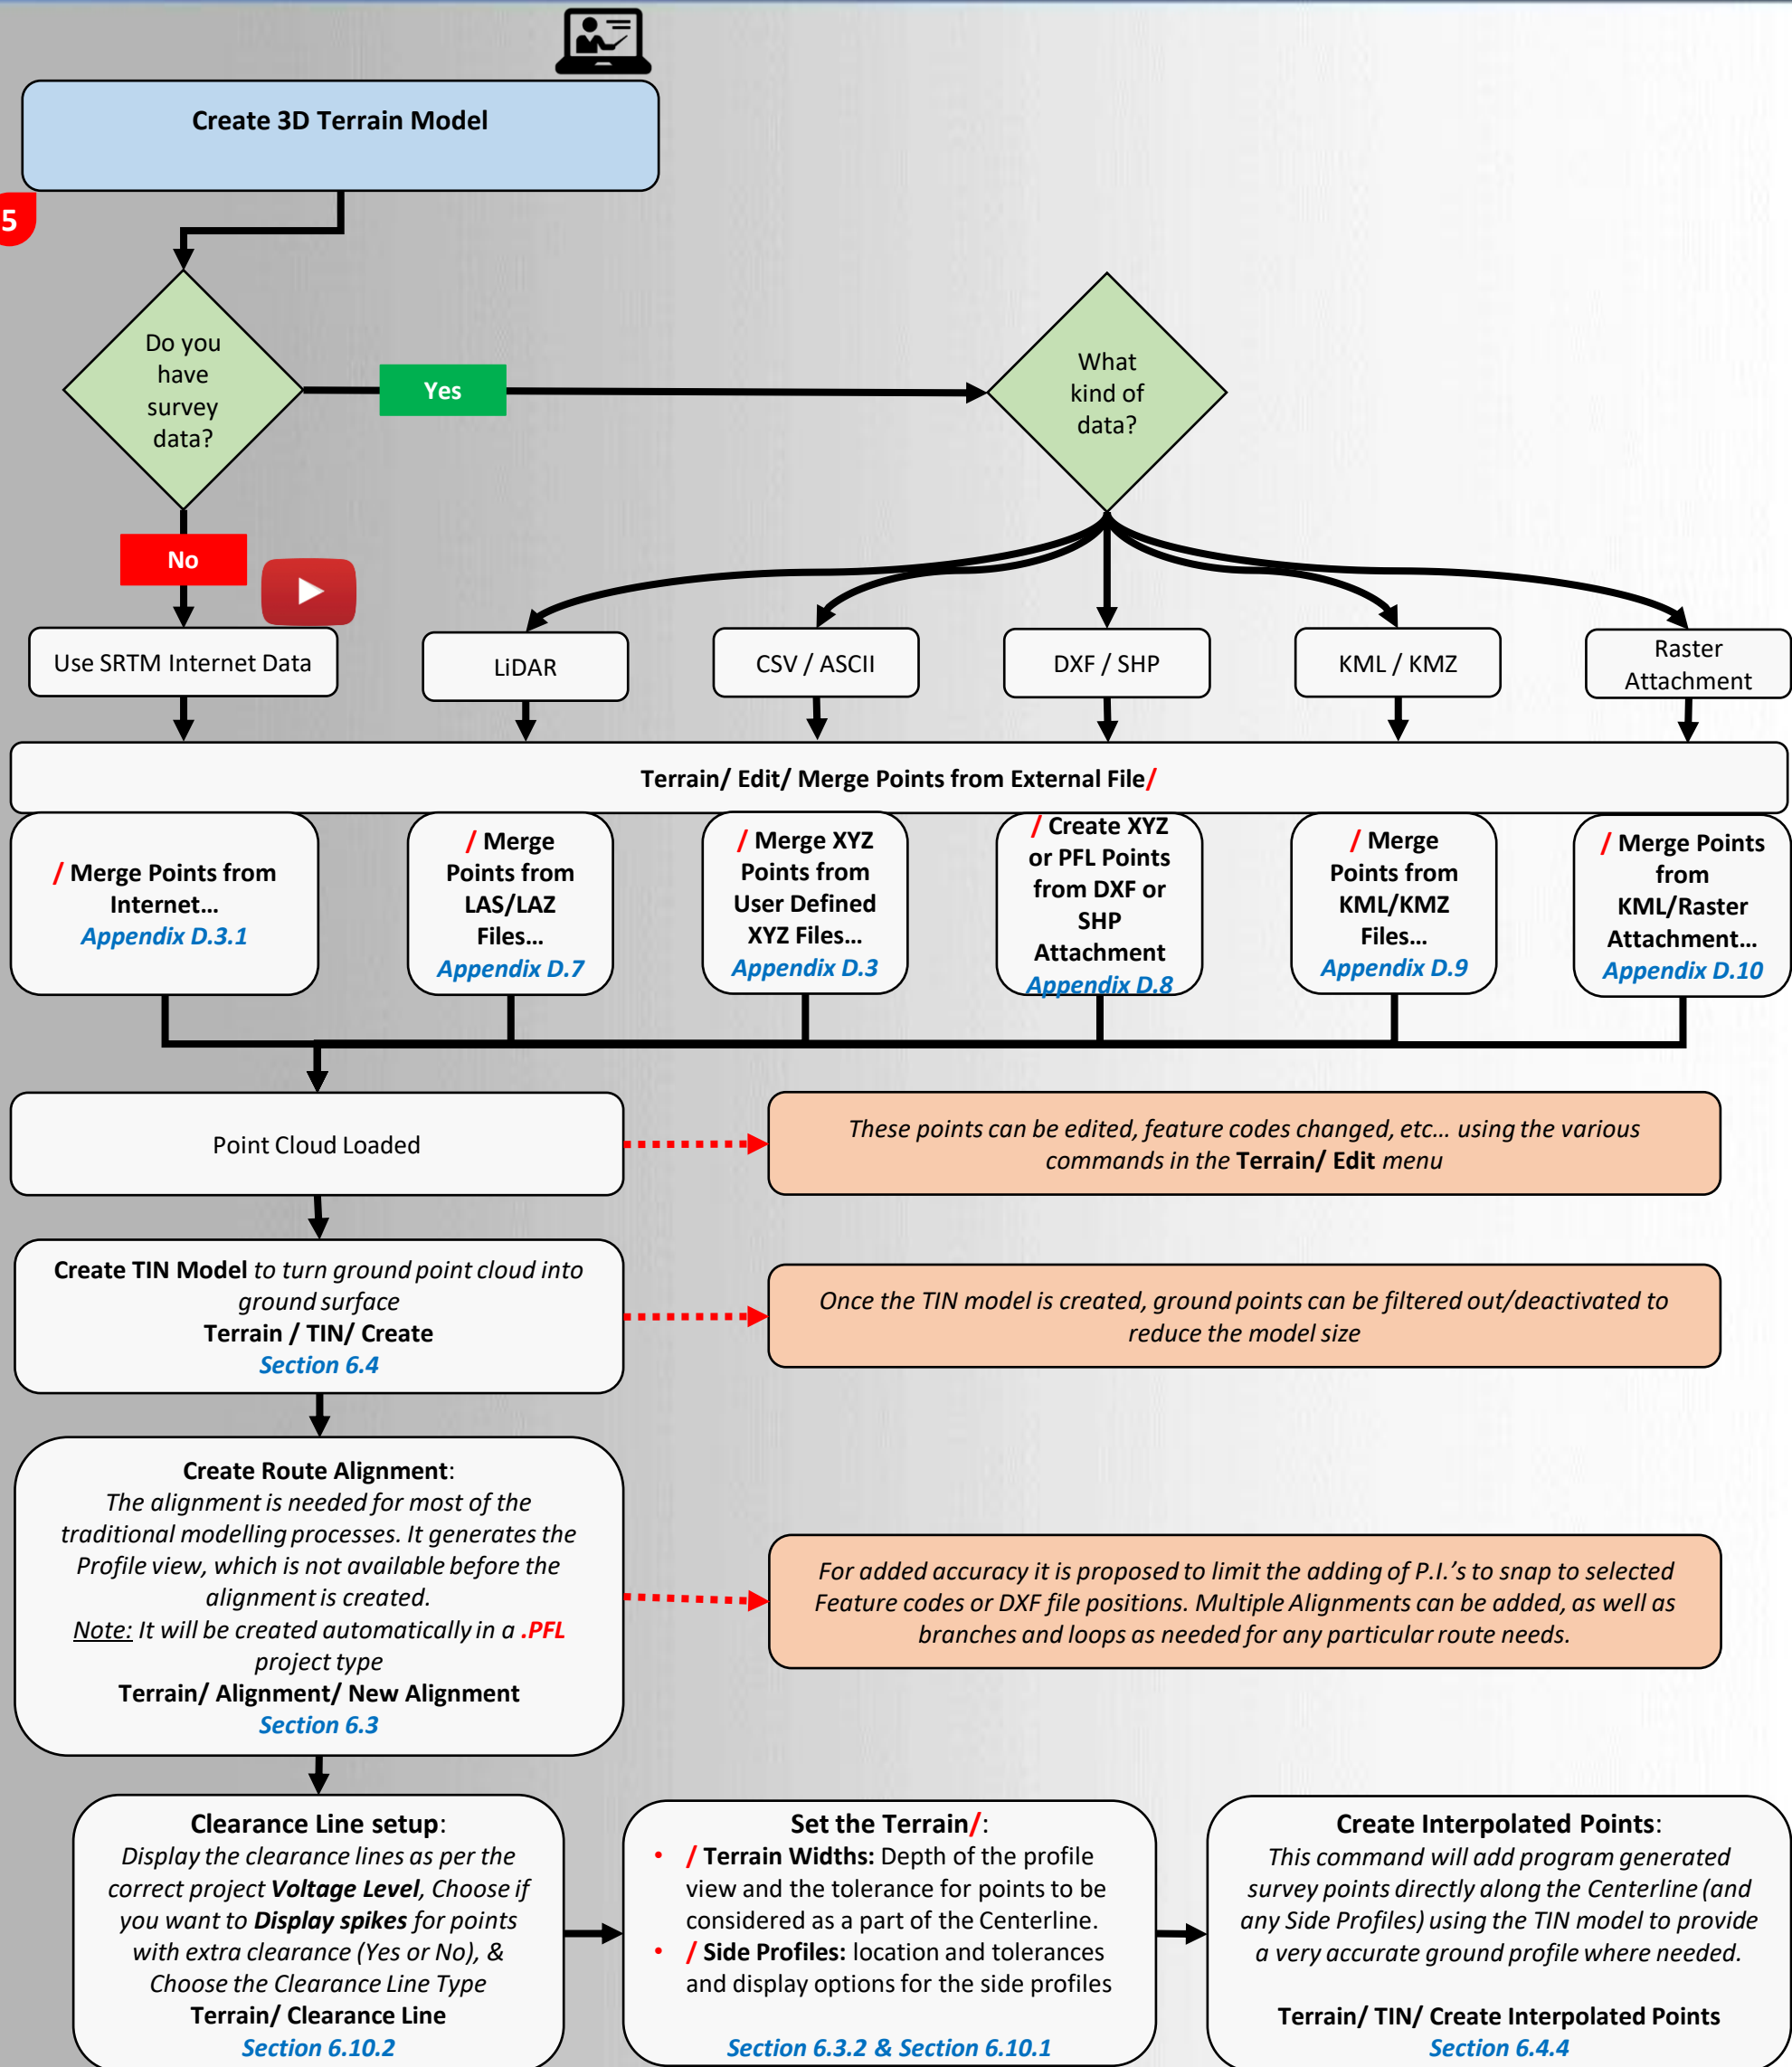 Create 3D Terrain Model
5
Do you
have
survey
data?
Yes
What
kind of
data?
No
Use SRTM Internet Data
LiDAR
CSV / ASCII
DXF / SHP
KML / KMZ
Raster
Attachment
Terrain/ Edit/ Merge Points from External File/
/ Merge Points from
Internet...
Appendix D.3.1
/ Merge
Points from
LAS/LAZ
Files...
Appendix D.7
/ Merge XYZ
Points from
User Defined
XYZ Files...
Appendix D.3
/ Create XYZ
or PFL Points
from DXF or
SHP
Attachment
Appendix D.8
/ Merge
Points from
KML/KMZ
Files...
Appendix D.9
/ Merge Points
from
KML/Raster
Attachment...
Appendix D.10
Point Cloud Loaded
These points can be edited, feature codes changed, etc... using the various
commands in the Terrain/ Edit menu
Create TIN Model to turn ground point cloud into
ground surface
Terrain / TIN/ Create
Section 6.4
Once the TIN model is created, ground points can be filtered out/deactivated to
reduce the model size
Create Route Alignment:
The alignment is needed for most of the
traditional modelling processes. It generates the
Profile view, which is not available before the
alignment is created.
Note: It will be created automatically in a .PFL
project type
Terrain/ Alignment/ New Alignment
Section 6.3
For added accuracy it is proposed to limit the adding of P.I.'s to snap to selected
Feature codes or DXF file positions. Multiple Alignments can be added, as well as
branches and loops as needed for any particular route needs.
Clearance Line setup:
Display the clearance lines as per the
correct project Voltage Level, Choose if
you want to Display spikes for points
with extra clearance (Yes or No), &
Choose the Clearance Line Type
Terrain/ Clearance Line
Section 6.10.2
Set the Terrain/:
• / Terrain Widths: Depth of the profile
view and the tolerance for points to be
considered as a part of the Centerline.
• / Side Profiles: location and tolerances
and display options for the side profiles
Section 6.3.2 & Section 6.10.1
Create Interpolated Points:
This command will add program generated
survey points directly along the Centerline (and
any Side Profiles) using the TIN model to provide
a very accurate ground profile where needed.
Terrain/ TIN/ Create Interpolated Points
Section 6.4.4